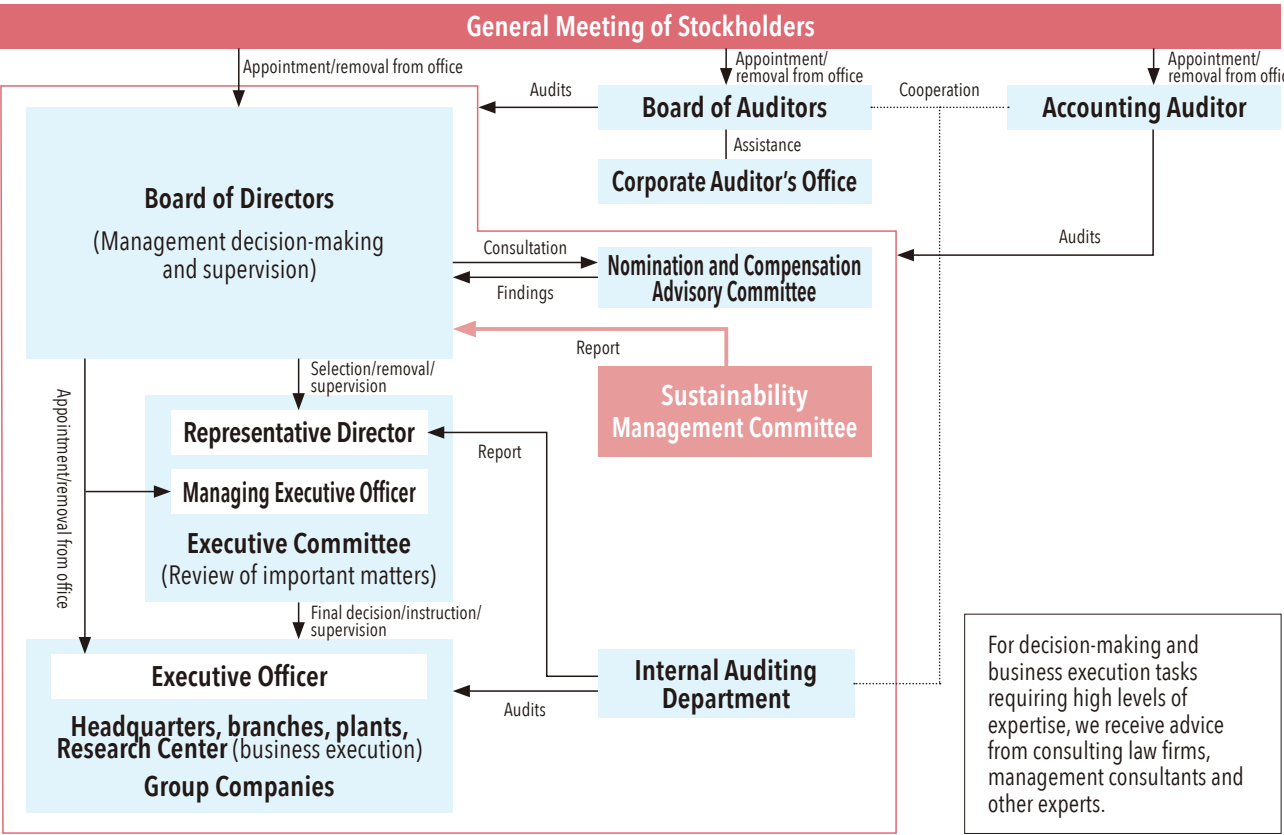 General Meeting of Stockholders
Appointment/removal from office
Appointment/
removal from office
Appointment/
removal from offic
Audits
Board of Auditors
Cooperation
Accounting Auditor
Assistance
Corporate Auditor's Office
Board of Directors
(Management decision-making
and supervision)
Consultation
Findings
Nomination and Compensation
Advisory Committee
Audits
Report
Sustainability
Management Committee
Selection/removal/
supervision
Appointment/removal from office
Representative Director
Report
Managing Executive Officer
Executive Committee
(Review of important matters)
Final decision/instruction/
supervision
Executive Officer
Internal Auditing
Department
Audits
Headquarters, branches, plants,
Research Center (business execution)
Group Companies
For decision-making and
business execution tasks
requiring high levels of
expertise, we receive advice
from consulting law firms,
management consultants and
other experts.